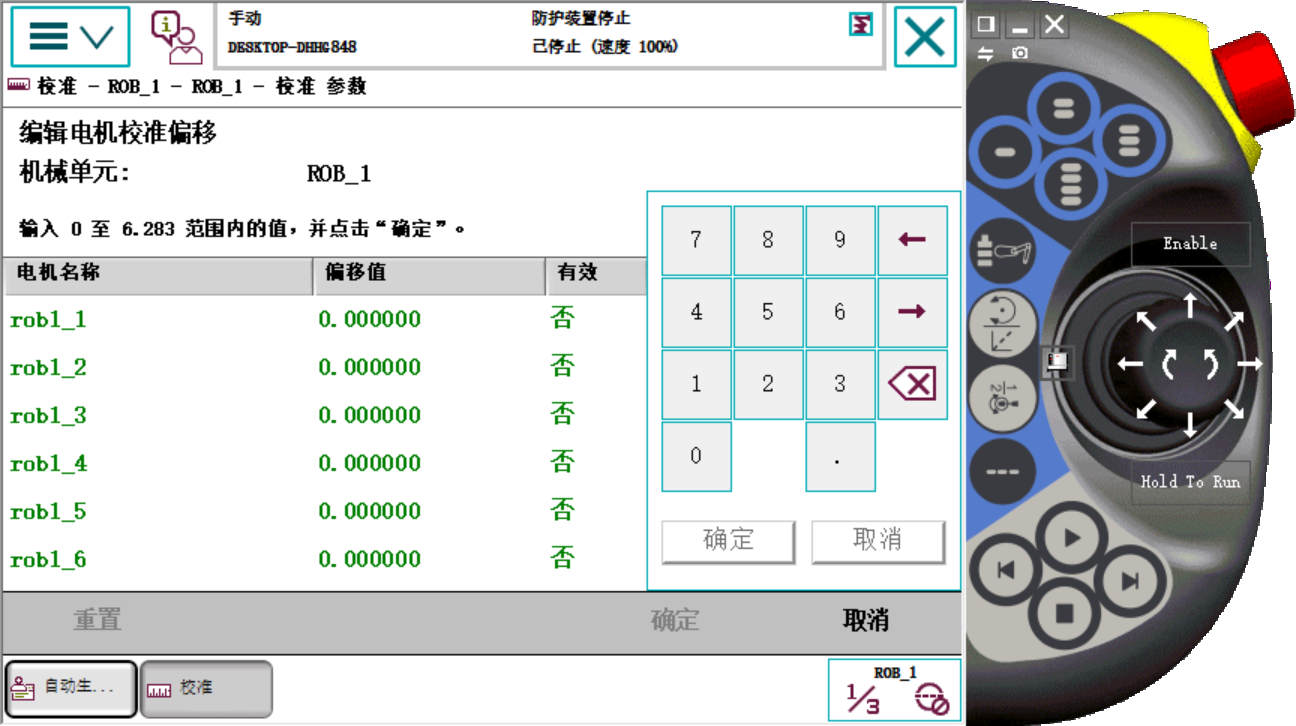 手动
防护装置停止
DESKTOP-DHHG848
己停止 (速度 100%)
校准 - ROB_1 - ROB_1 - 校准 参数
编辑电机校准偏移
机械单元: ROB_1
输入 0 至 6.283 范围内的值，并点击“确定”。
电机名称 偏移值 有效
rob1_1 0.000000 否
rob1_2 0.000000 否
rob1_3 0.000000 否
rob1_4 0.000000 否
rob1_5 0.000000 否
rob1_6 0.000000 否
7 8 9
4 5 6
1 2 3
0 .
确定 取消
重置 确定 取消
自动生... 校准
ROB_1
1/3
Enable
1/2
Hold To Run